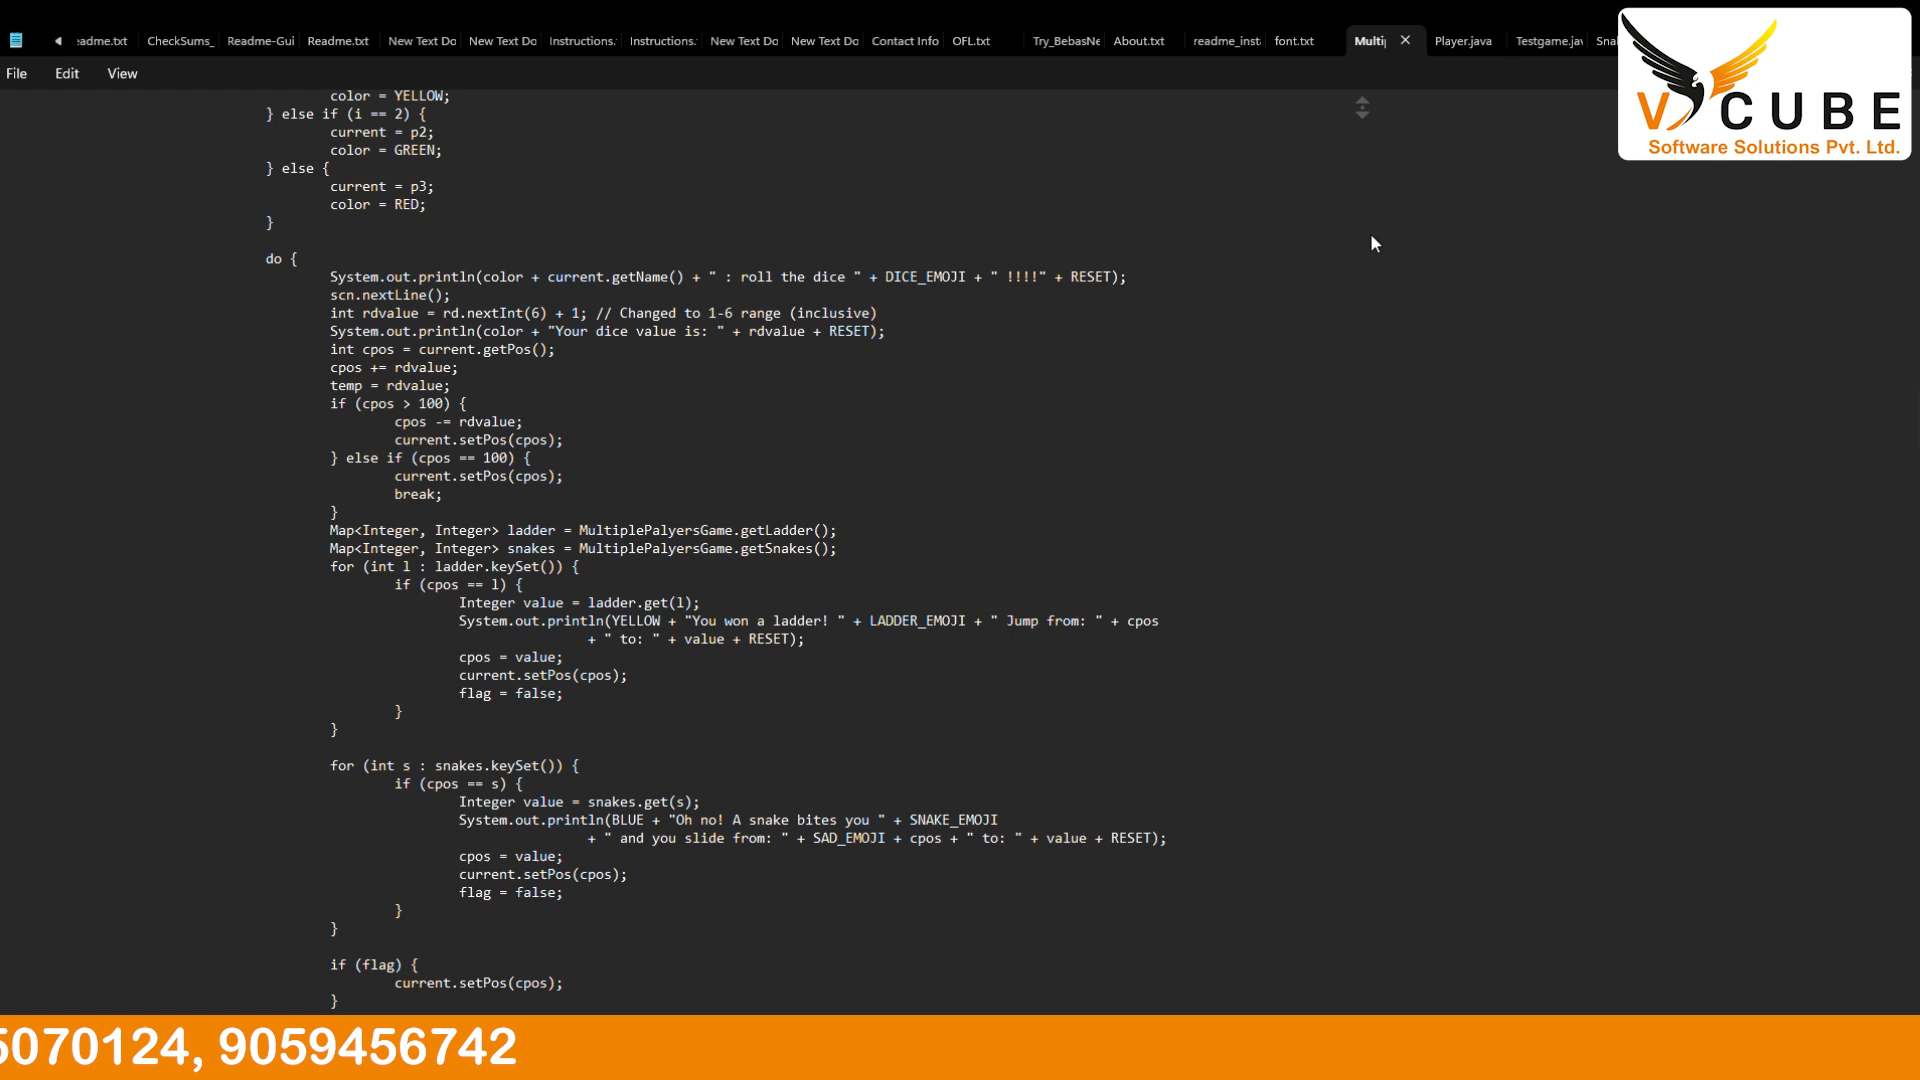 eadme.txt CheckSums_ Readme-Gui Readme.txt New Text Do New Text Do Instructions. Instructions. New Text Do New Text Do Contact Info OFL.txt Try_BebasNe About.txt readme_inst font.txt Multip Player.java Testgame.jav Snal
File Edit View
V CUBE
Software Solutions Pvt. Ltd.
color = YELLOW;
} else if (i == 2) {
current = p2;
color = GREEN;
} else {
current = p3;
color = RED;
}
do {
System.out.println(color + current.getName() + " : roll the dice " + DICE_EMOJI + " !!!!" + RESET);
scn.nextLine();
int rdvalue = rd.nextInt(6) + 1; // Changed to 1-6 range (inclusive)
System.out.println(color + "Your dice value is: " + rdvalue + RESET);
int cpos = current.getPos();
cpos += rdvalue;
temp = rdvalue;
if (cpos > 100) {
cpos -= rdvalue;
current.setPos(cpos);
} else if (cpos == 100) {
current.setPos(cpos);
break;
}
Map<Integer, Integer> ladder = MultiplePalyersGame.getLadder();
Map<Integer, Integer> snakes = MultiplePalyersGame.getSnakes();
for (int l : ladder.keySet()) {
if (cpos == l) {
Integer value = ladder.get(l);
System.out.println(YELLOW + "You won a ladder! " + LADDER_EMOJI + " Jump from: " + cpos
+ " to: " + value + RESET);
cpos = value;
current.setPos(cpos);
flag = false;
}
}
for (int s : snakes.keySet()) {
if (cpos == s) {
Integer value = snakes.get(s);
System.out.println(BLUE + "Oh no! A snake bites you " + SNAKE_EMOJI
+ " and you slide from: " + SAD_EMOJI + cpos + " to: " + value + RESET);
cpos = value;
current.setPos(cpos);
flag = false;
}
}
if (flag) {
current.setPos(cpos);
}
5070124, 9059456742